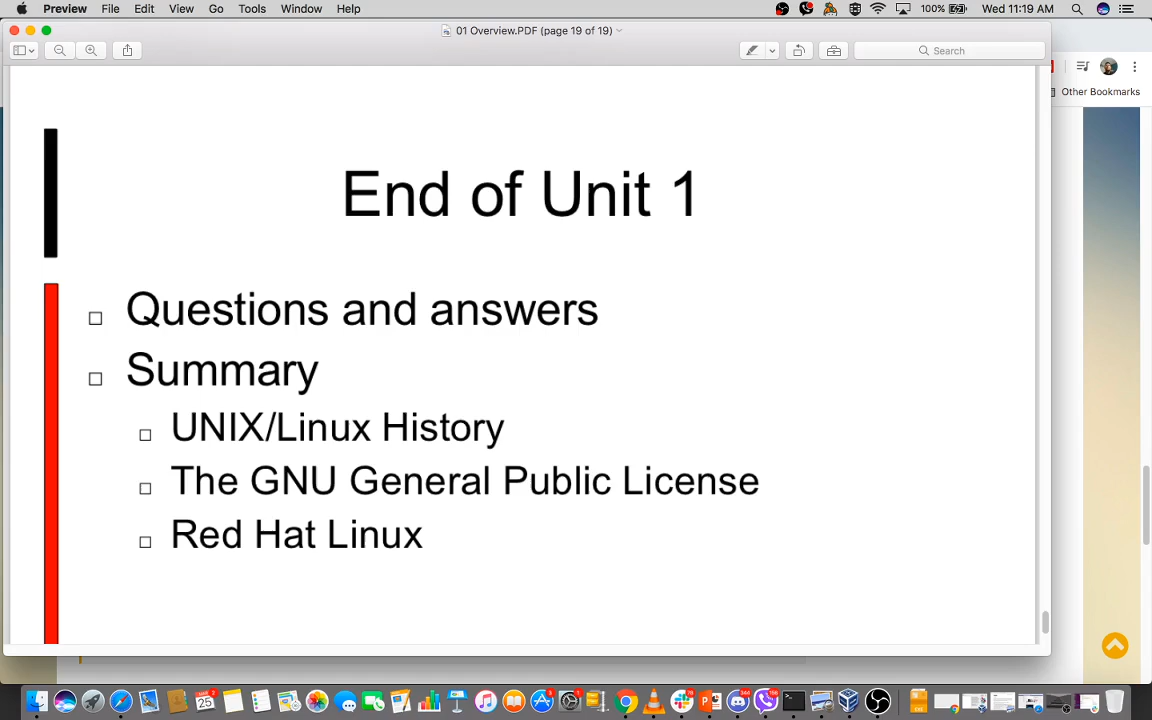 Preview File Edit View Go Tools Window Help 100% Wed 11:19 AM
01 Overview.PDF (page 19 of 19)
Search
Other Bookmarks
End of Unit 1
Questions and answers
Summary
UNIX/Linux History
The GNU General Public License
Red Hat Linux